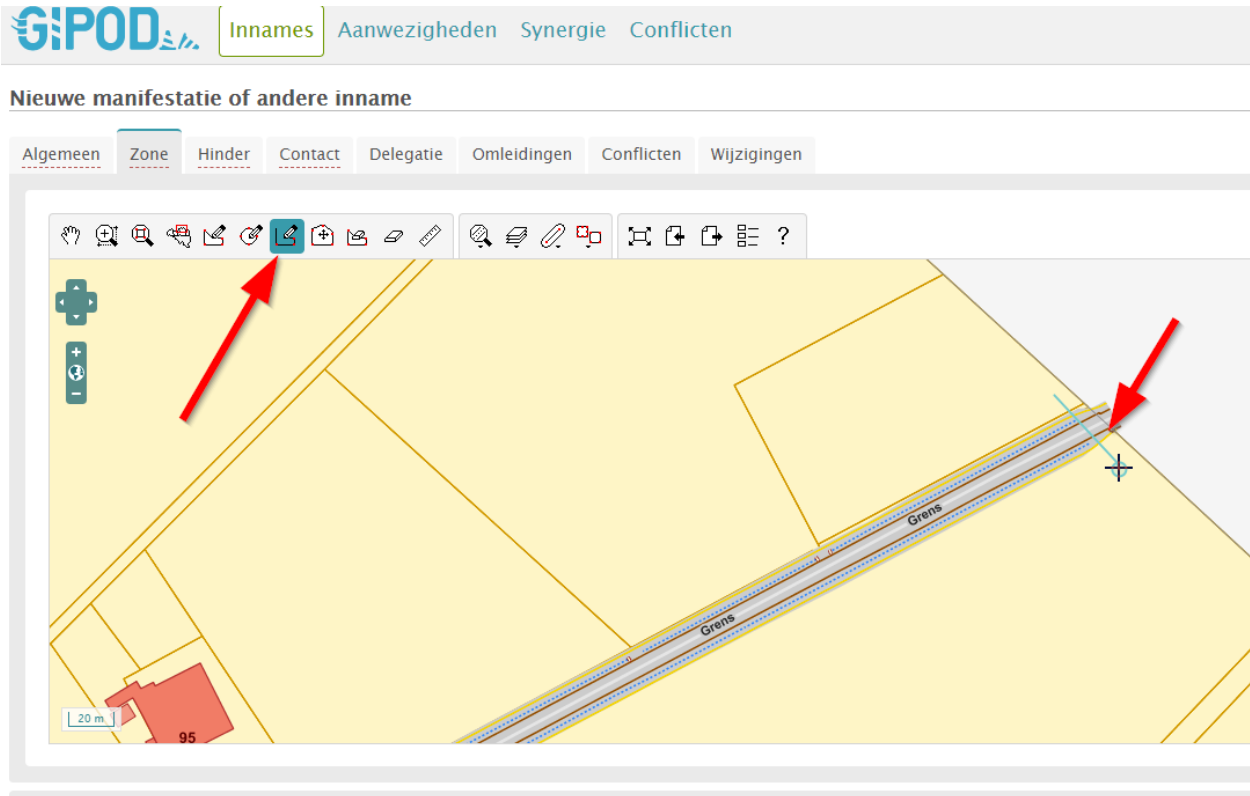 GIPOD Innames Aanwezigheden Synergie Conflicten
Nieuwe manifestatie of andere inname
Algemeen Zone Hinder Contact Delegatie Omleidingen Conflicten Wijzigingen
?
+
−
Grens
Grens
20 m
95